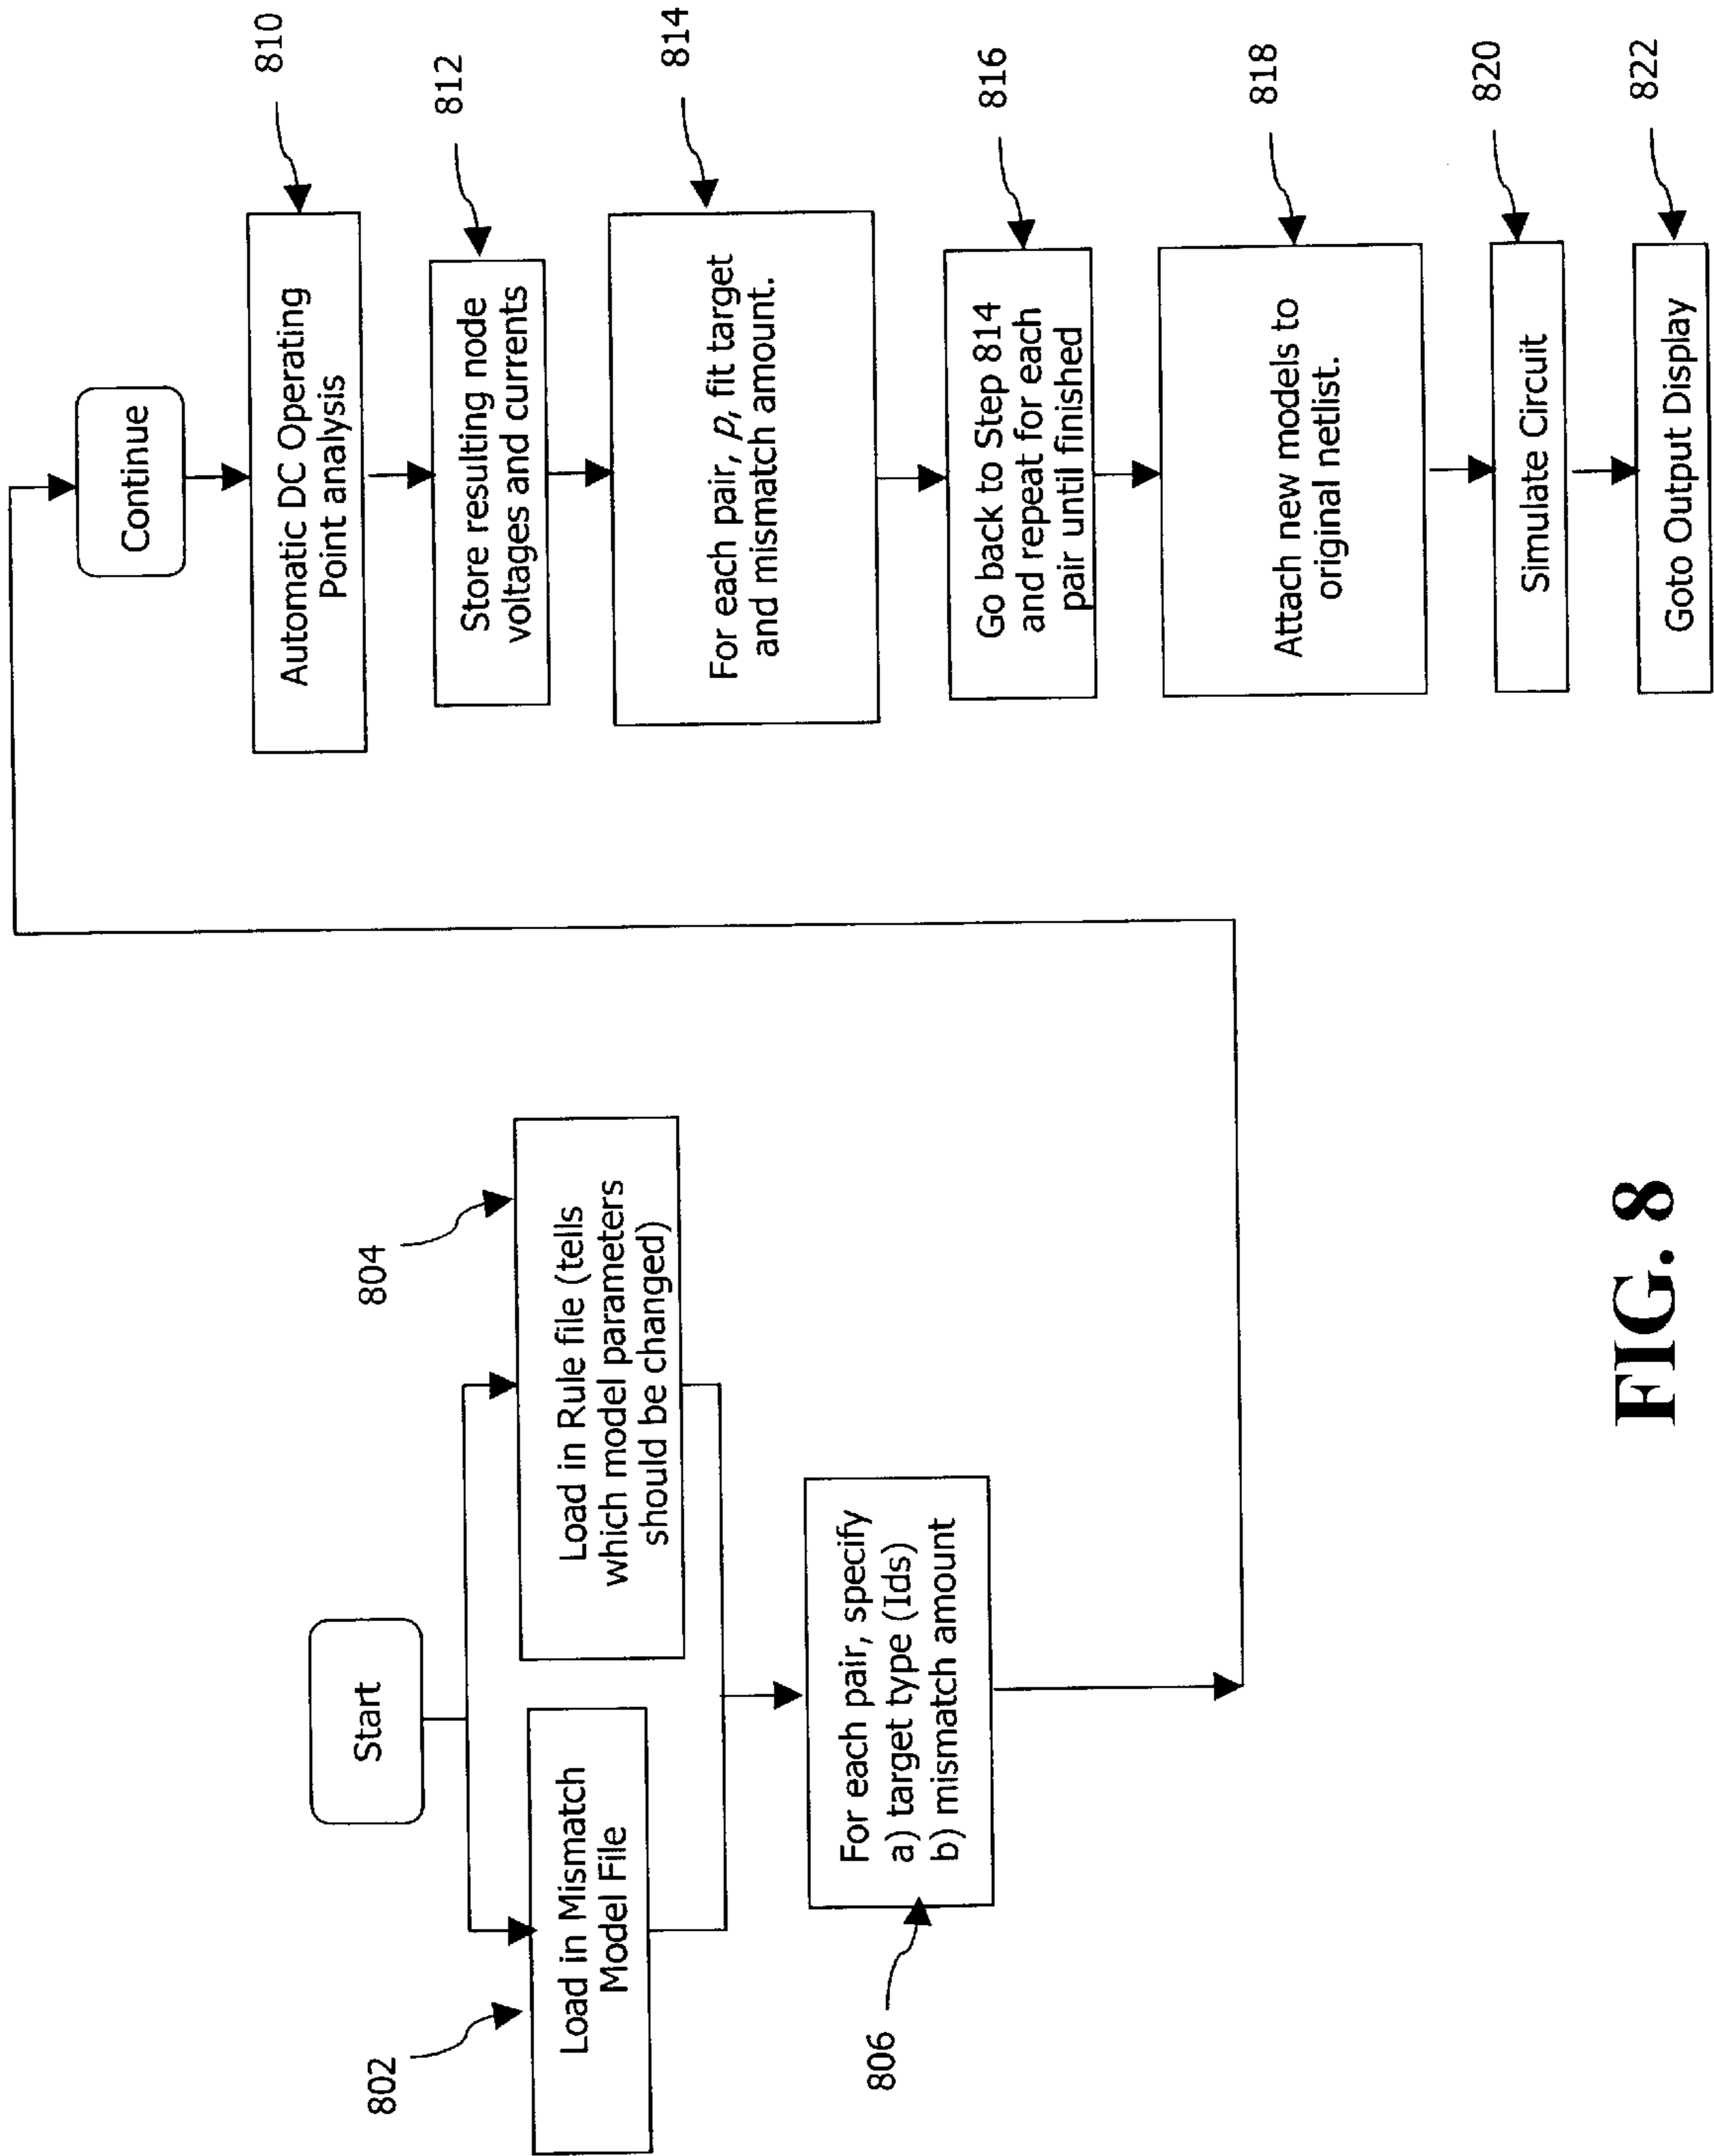 Start
802
Load in Mismatch
Model File
804
Load in Rule file (tells
which model parameters
should be changed)
806
For each pair, specify
a) target type (Ids)
b) mismatch amount
Continue
Automatic DC Operating
Point analysis
810
Store resulting node
voltages and currents
812
For each pair, p, fit target
and mismatch amount.
814
Go back to Step 814
and repeat for each
pair until finished
816
Attach new models to
original netlist.
818
Simulate Circuit
820
Goto Output Display
822
FIG. 8